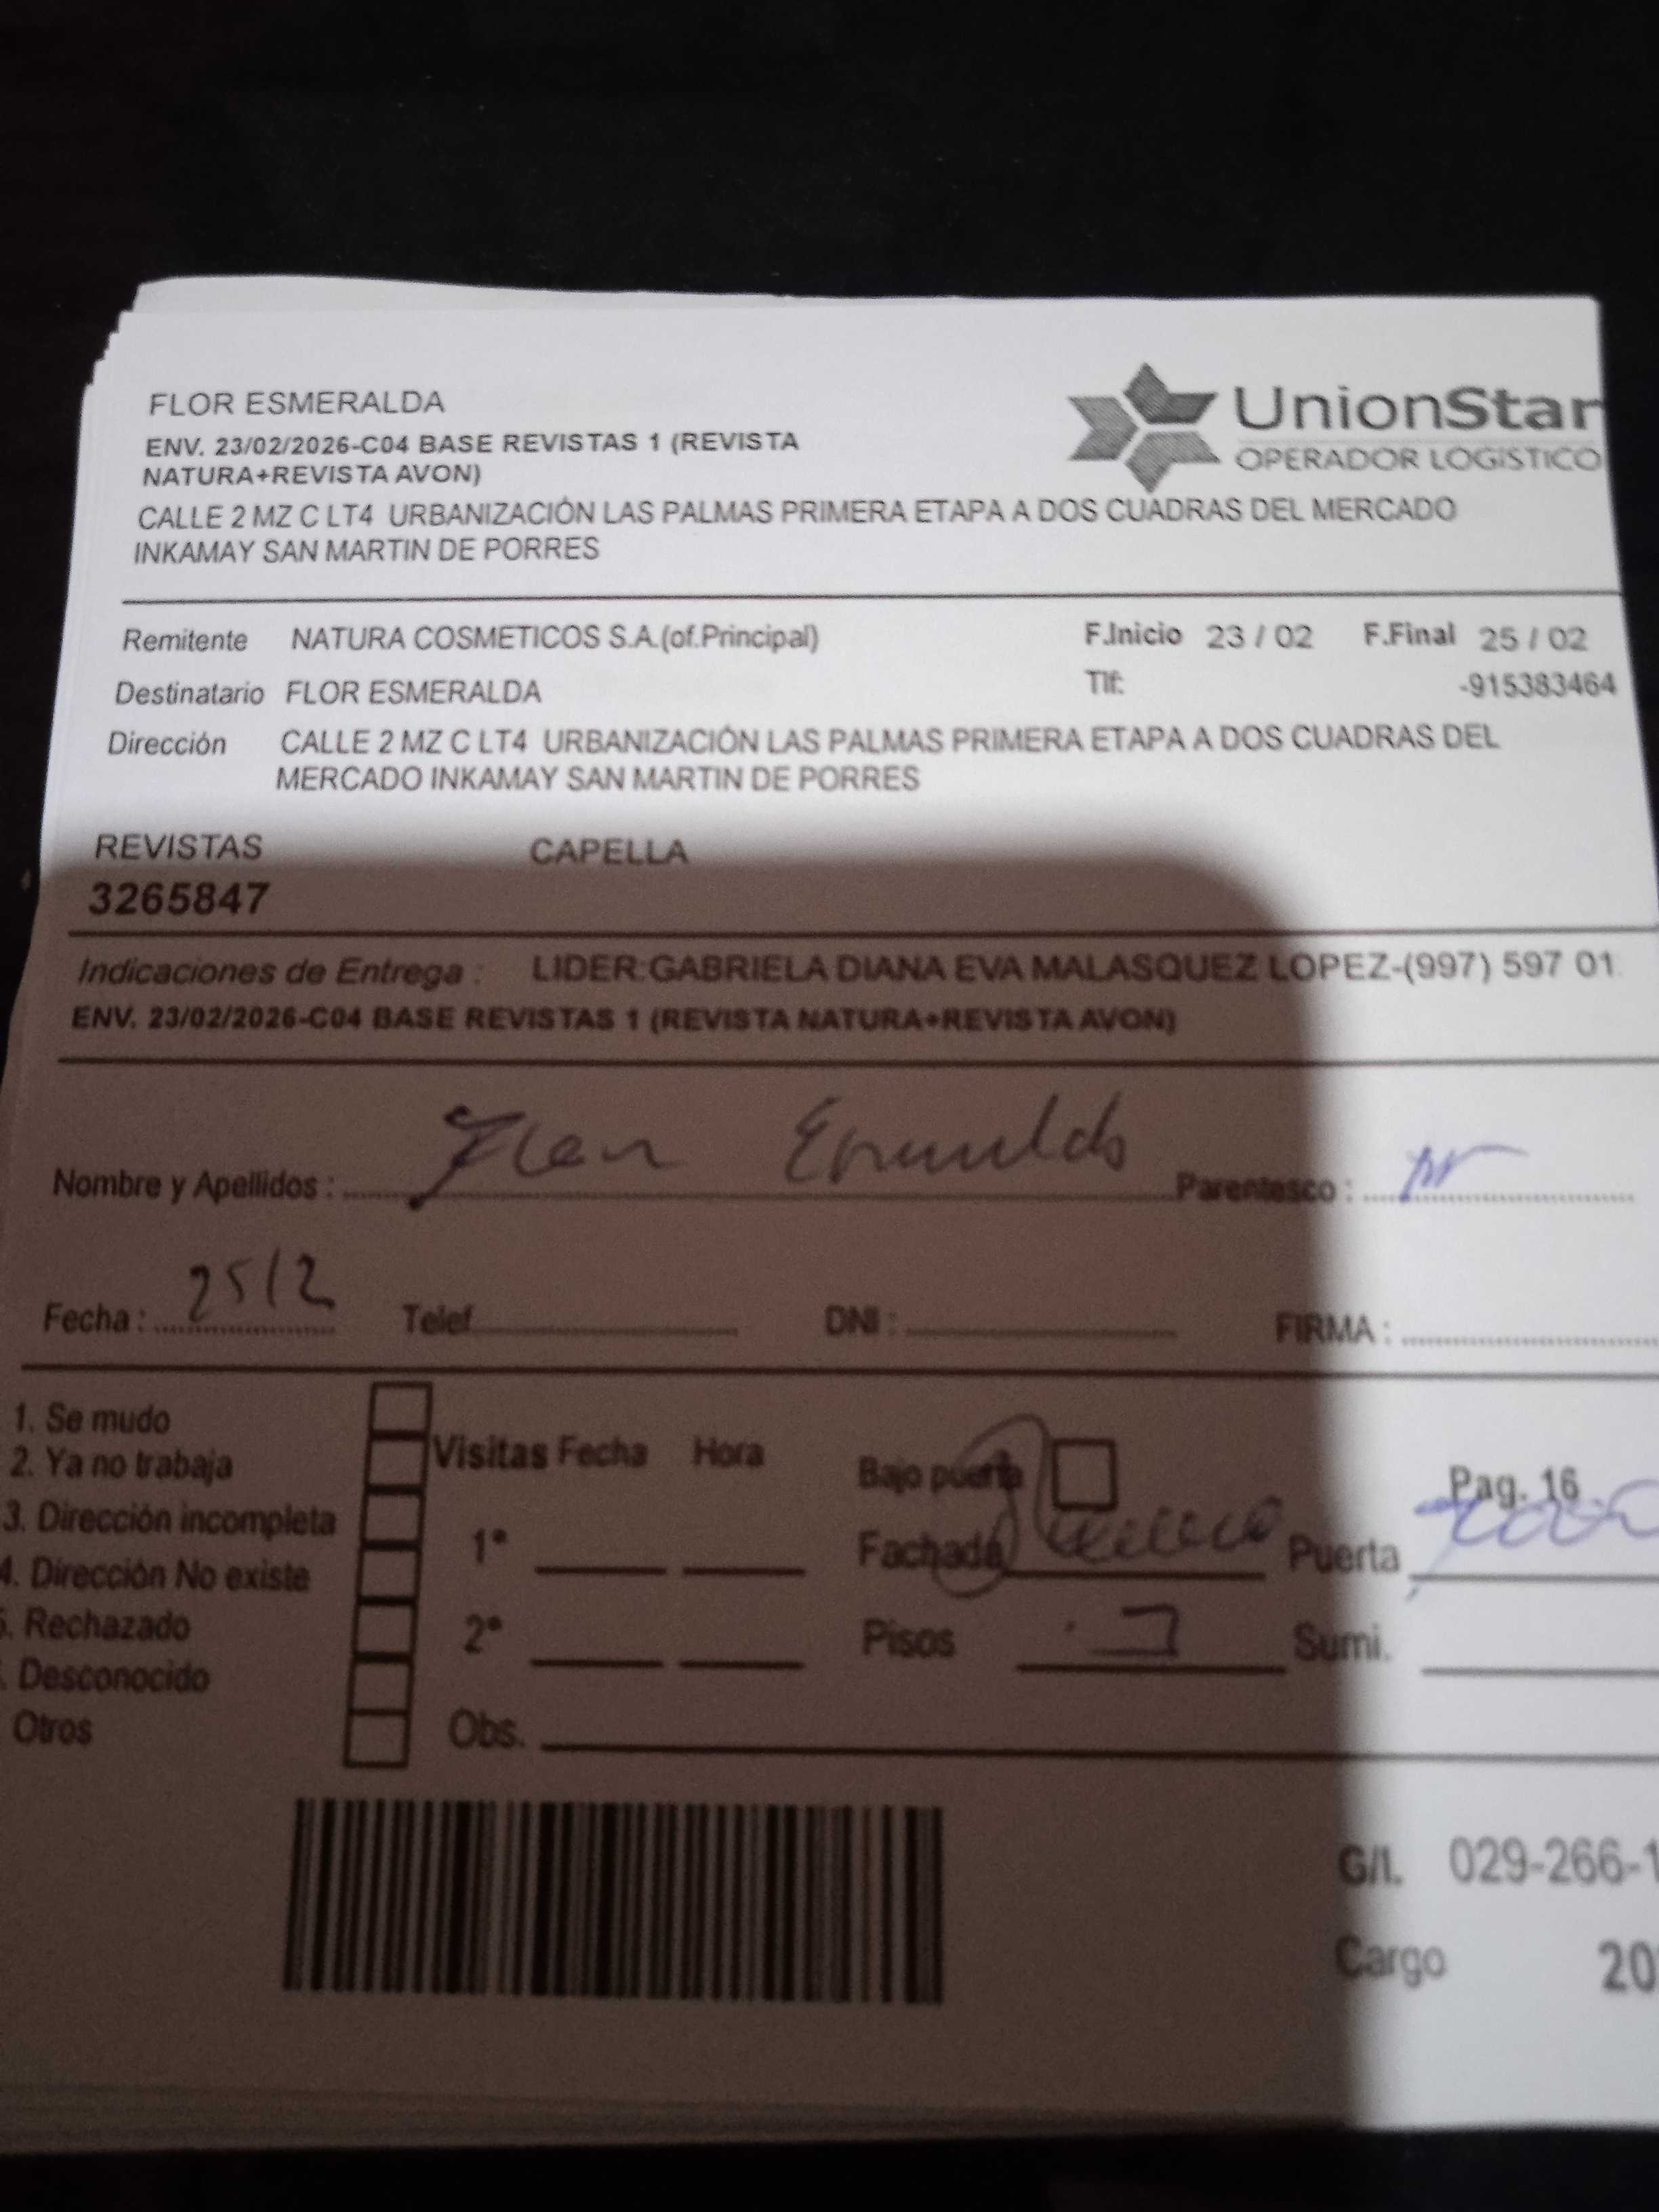 FLOR ESMERALDA
UnionStar
ENV. 23/02/2026-C04 BASE REVISTAS 1 (REVISTA
NATURA+REVISTA AVON)
OPERADOR LOGÍSTICO
CALLE 2 MZ C LT4 URBANIZACIÓN LAS PALMAS PRIMERA ETAPA A DOS CUADRAS DEL MERCADO
INKAMAY SAN MARTIN DE PORRES
Remitente NATURA COSMETICOS S.A.(of.Principal) F.Inicio 23 / 02 F.Final 25 / 02
Destinatario FLOR ESMERALDA Tlf: -915383464
Dirección CALLE 2 MZ C LT4 URBANIZACIÓN LAS PALMAS PRIMERA ETAPA A DOS CUADRAS DEL
MERCADO INKAMAY SAN MARTIN DE PORRES
REVISTAS CAPELLA
3265847
Indicaciones de Entrega : LIDER:GABRIELA DIANA EVA MALASQUEZ LOPEZ-(997) 597 01
ENV. 23/02/2026-C04 BASE REVISTAS 1 (REVISTA NATURA+REVISTA AVON)
Nombre y Apellidos : Parentesco :
Fecha : 25/2 Telef. DNI : FIRMA :
1. Se mudo
2. Ya no trabaja
3. Dirección incompleta
4. Dirección No existe
5. Rechazado
. Desconocido
Otros
Visitas Fecha Hora
1°
2°
Obs.
Bajo puerta Pag. 16
Fachada Puerta
Pisos Sumi.
G/I. 029-266-1
Cargo 20